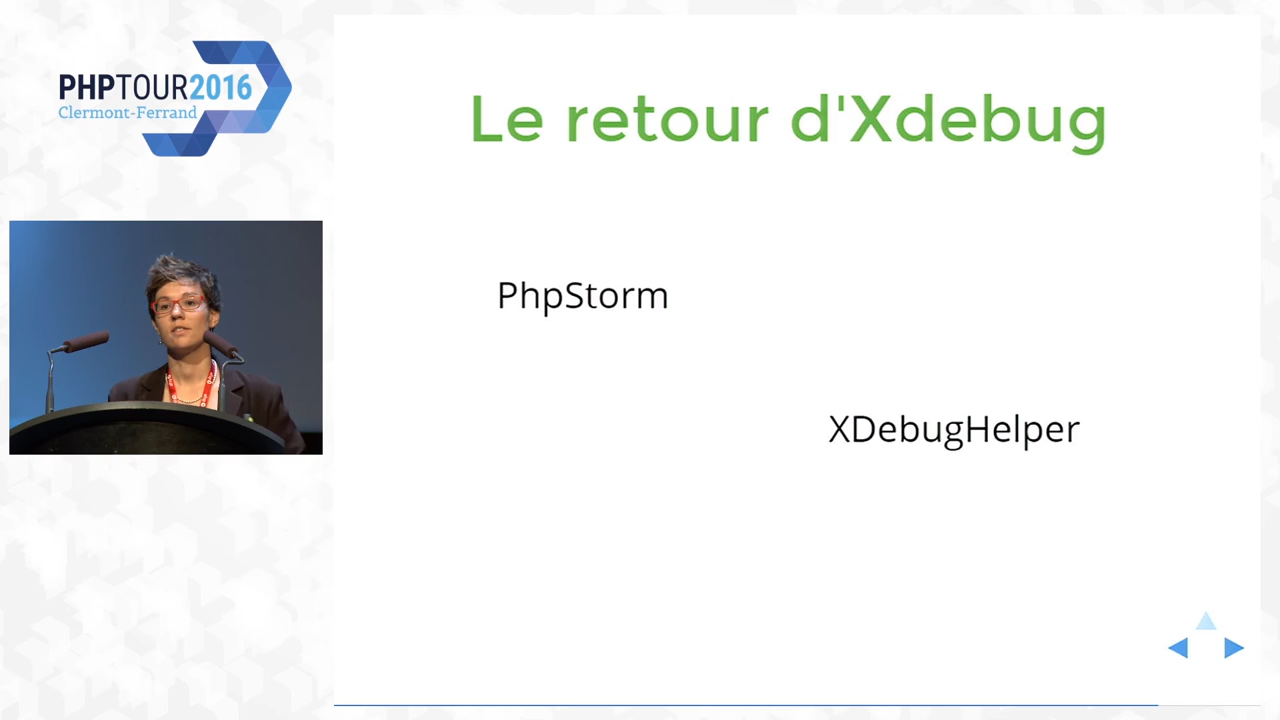 PHPTOUR2016
Clermont-Ferrand
Le retour d'Xdebug
PhpStorm
XDebugHelper